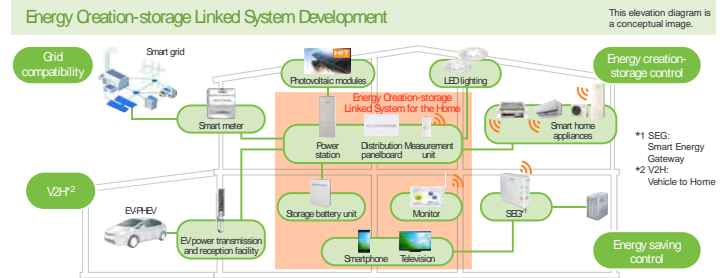 Energy Creation-storage Linked System Development
This elevation diagram is
a conceptual image.
Grid
compatibility
Smart grid
HIT
Photovoltaic modules
LED lighting
Energy creation-
storage control
Smart meter
Energy Creation-storage
Linked System for the Home
Power
station
Distribution
panelboard
Measurement
unit
Smart home
appliances
*1 SEG:
Smart Energy
Gateway
*2 V2H:
Vehicle to Home
V2H*2
EV•PHEV
EV power transmission
and reception facility
Storage battery unit
Monitor
SEG*1
Smartphone
Television
Energy saving
control